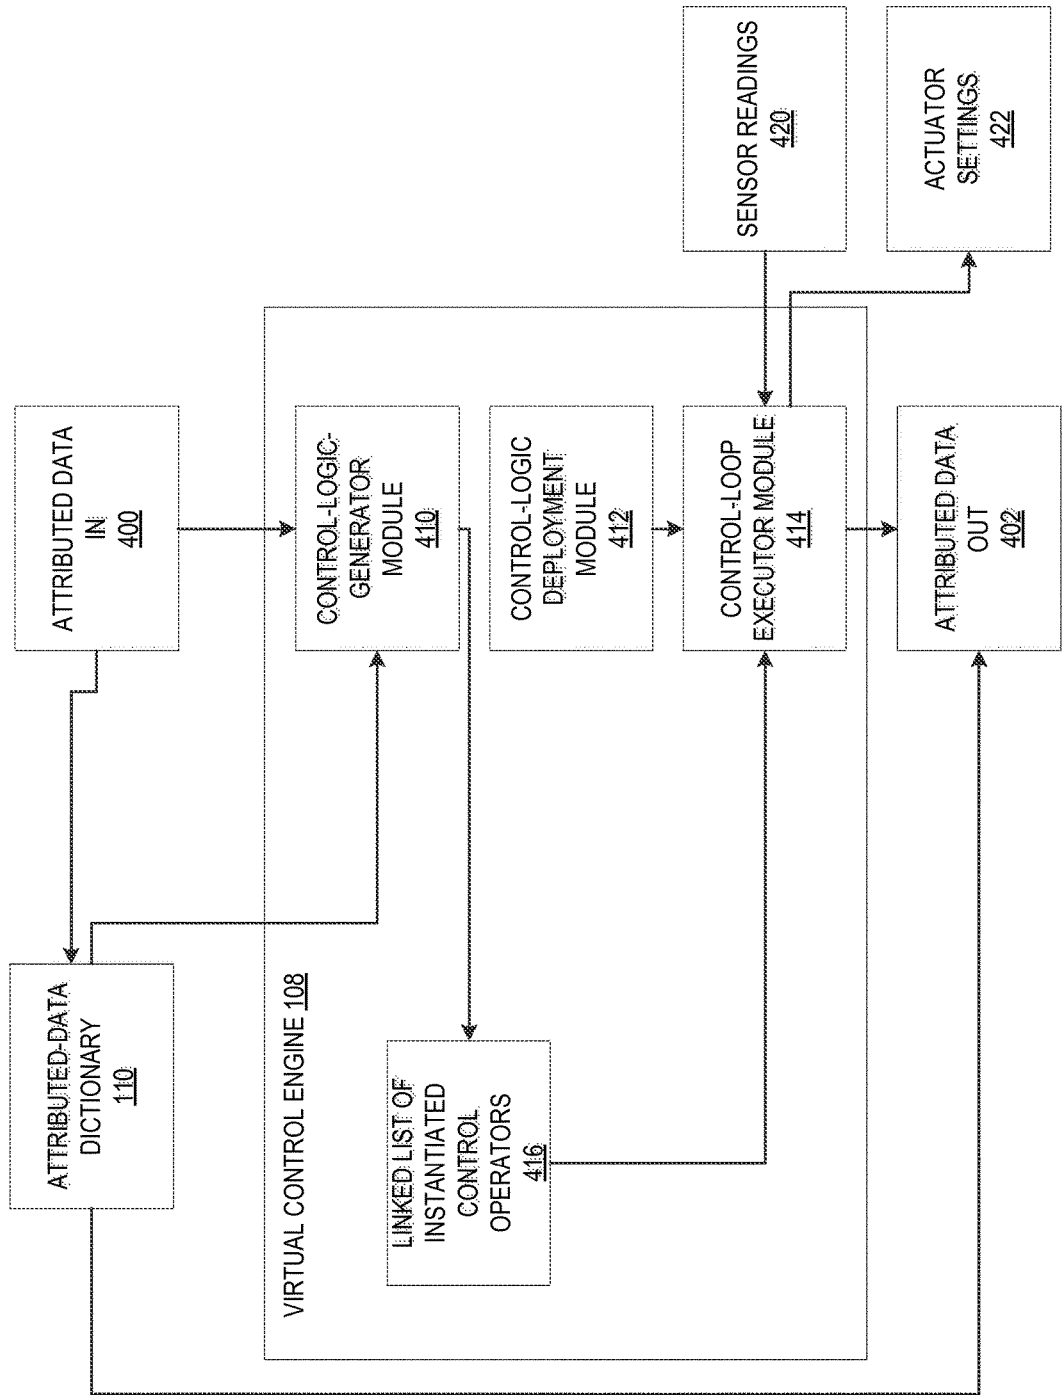 ATTRIBUTED-DATA
DICTIONARY
110
ATTRIBUTED DATA
IN
400
VIRTUAL CONTROL ENGINE 108
CONTROL-LOGIC-
GENERATOR
MODULE
410
LINKED LIST OF
INSTANTIATED
CONTROL
OPERATORS
416
CONTROL-LOGIC
DEPLOYMENT
MODULE
412
CONTROL-LOOP
EXECUTOR MODULE
414
SENSOR READINGS
420
ATTRIBUTED DATA
OUT
402
ACTUATOR
SETTINGS
422